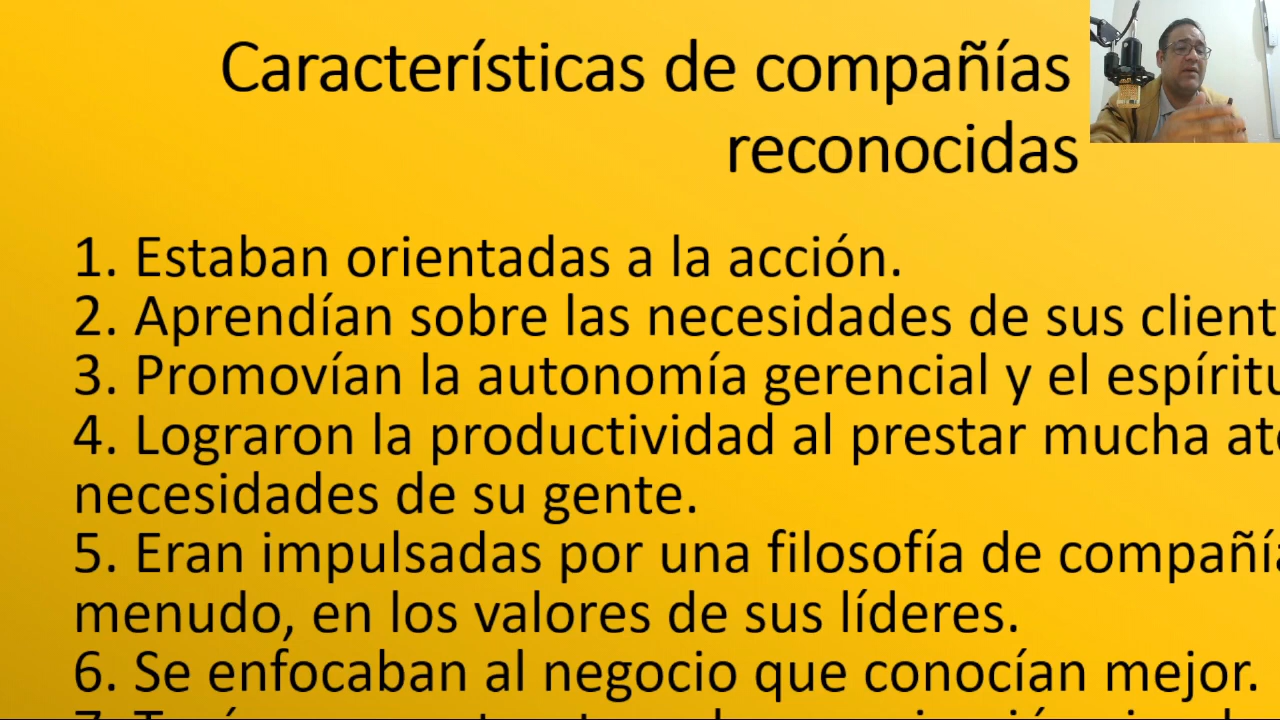 Características de compañías
reconocidas
1. Estaban orientadas a la acción.
2. Aprendían sobre las necesidades de sus client
3. Promovían la autonomía gerencial y el espíritu
4. Lograron la productividad al prestar mucha ate
necesidades de su gente.
5. Eran impulsadas por una filosofía de compañía
menudo, en los valores de sus líderes.
6. Se enfocaban al negocio que conocían mejor.
7.